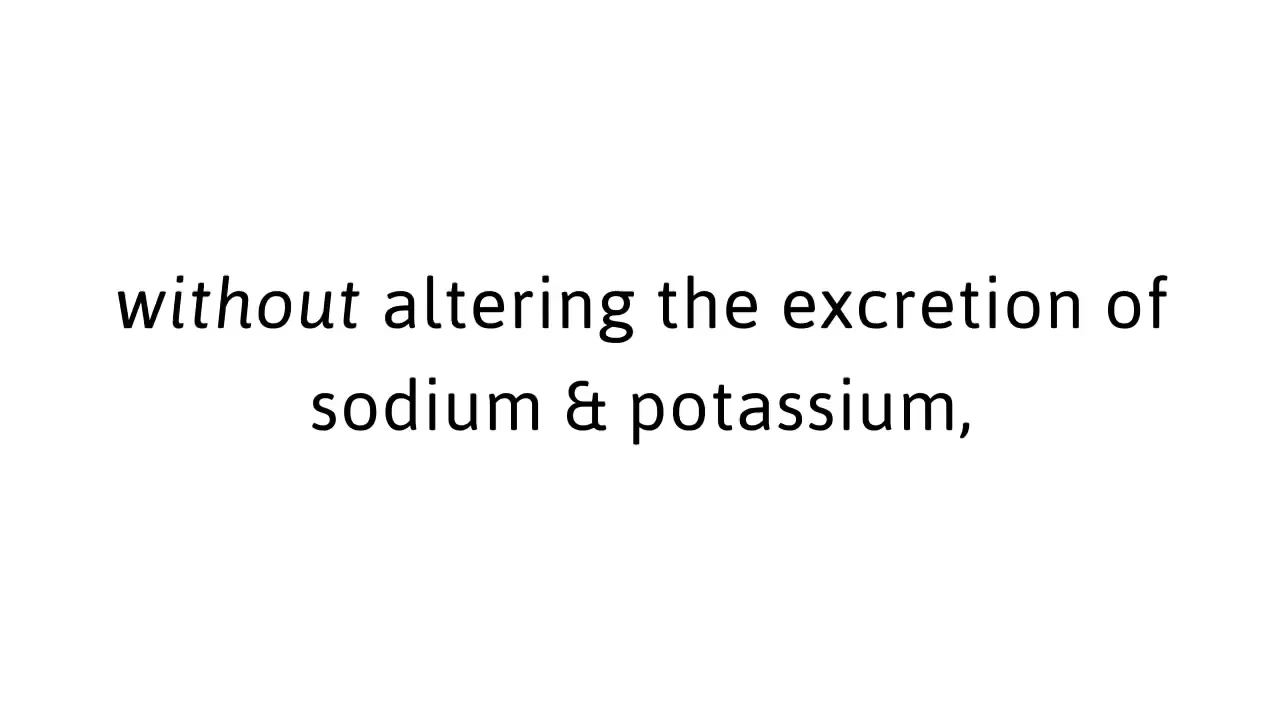 without altering the excretion of
sodium & potassium,